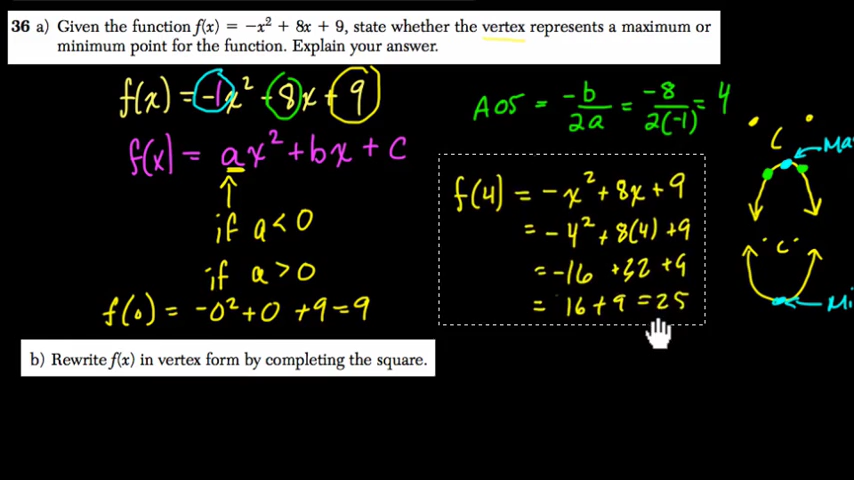 36 a) Given the function f(x) = −x² + 8x + 9, state whether the vertex represents a maximum or
minimum point for the function. Explain your answer.
f(x) = -1x² + 8x + 9
f(x) = ax² + bx + c
if a < 0
if a > 0
f(0) = -0² + 0 + 9 = 9
AOS = -b/2a = -8/2(-1) = 4
f(4) = -x² + 8x + 9
= -4² + 8(4) + 9
= -16 + 32 + 9
= 16 + 9 = 25
Ma
Mi
b) Rewrite f(x) in vertex form by completing the square.